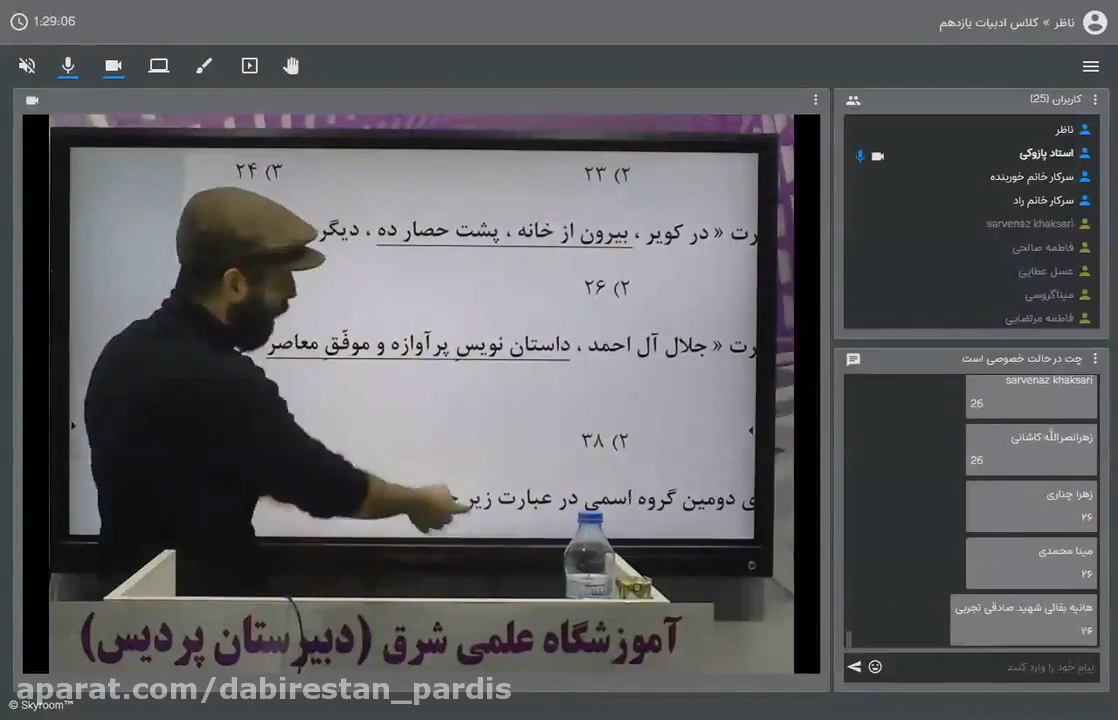 1:29:06
ناظر » کلاس ادبیات یازدهم
۲) ۲۳
۳) ۲۴
رت « در کویر ، بیرون از خانه ، پشت حصار ده ، دیگر
۲) ۲۶
رت « جلال آل احمد ، داستان نویسِ پرآوازه و موفّقِ معاصر
۲) ۳۸
ی دومین گروه اسمی در عبارت زیر
آموزشگاه علمی شرق (دبیرستان پردیس)
aparat.com/dabirestan_pardis
© Skyroom™
کاربران (25)
ناظر
استاد پازوکی
سرکار خانم خوربنده
سرکار خانم راد
sarvenaz khaksari
فاطمه صالحی
عسل عطایی
میناگروسی
فاطمه مرتضایی
چت در حالت خصوصی است
sarvenaz khaksari
26
زهرانصرالله کاشانی
26
زهرا چناری
۲۶
مینا محمدی
۲۶
هانیه بقائی شهید صادقی تجربی
۲۶
پیام خود را وارد کنید